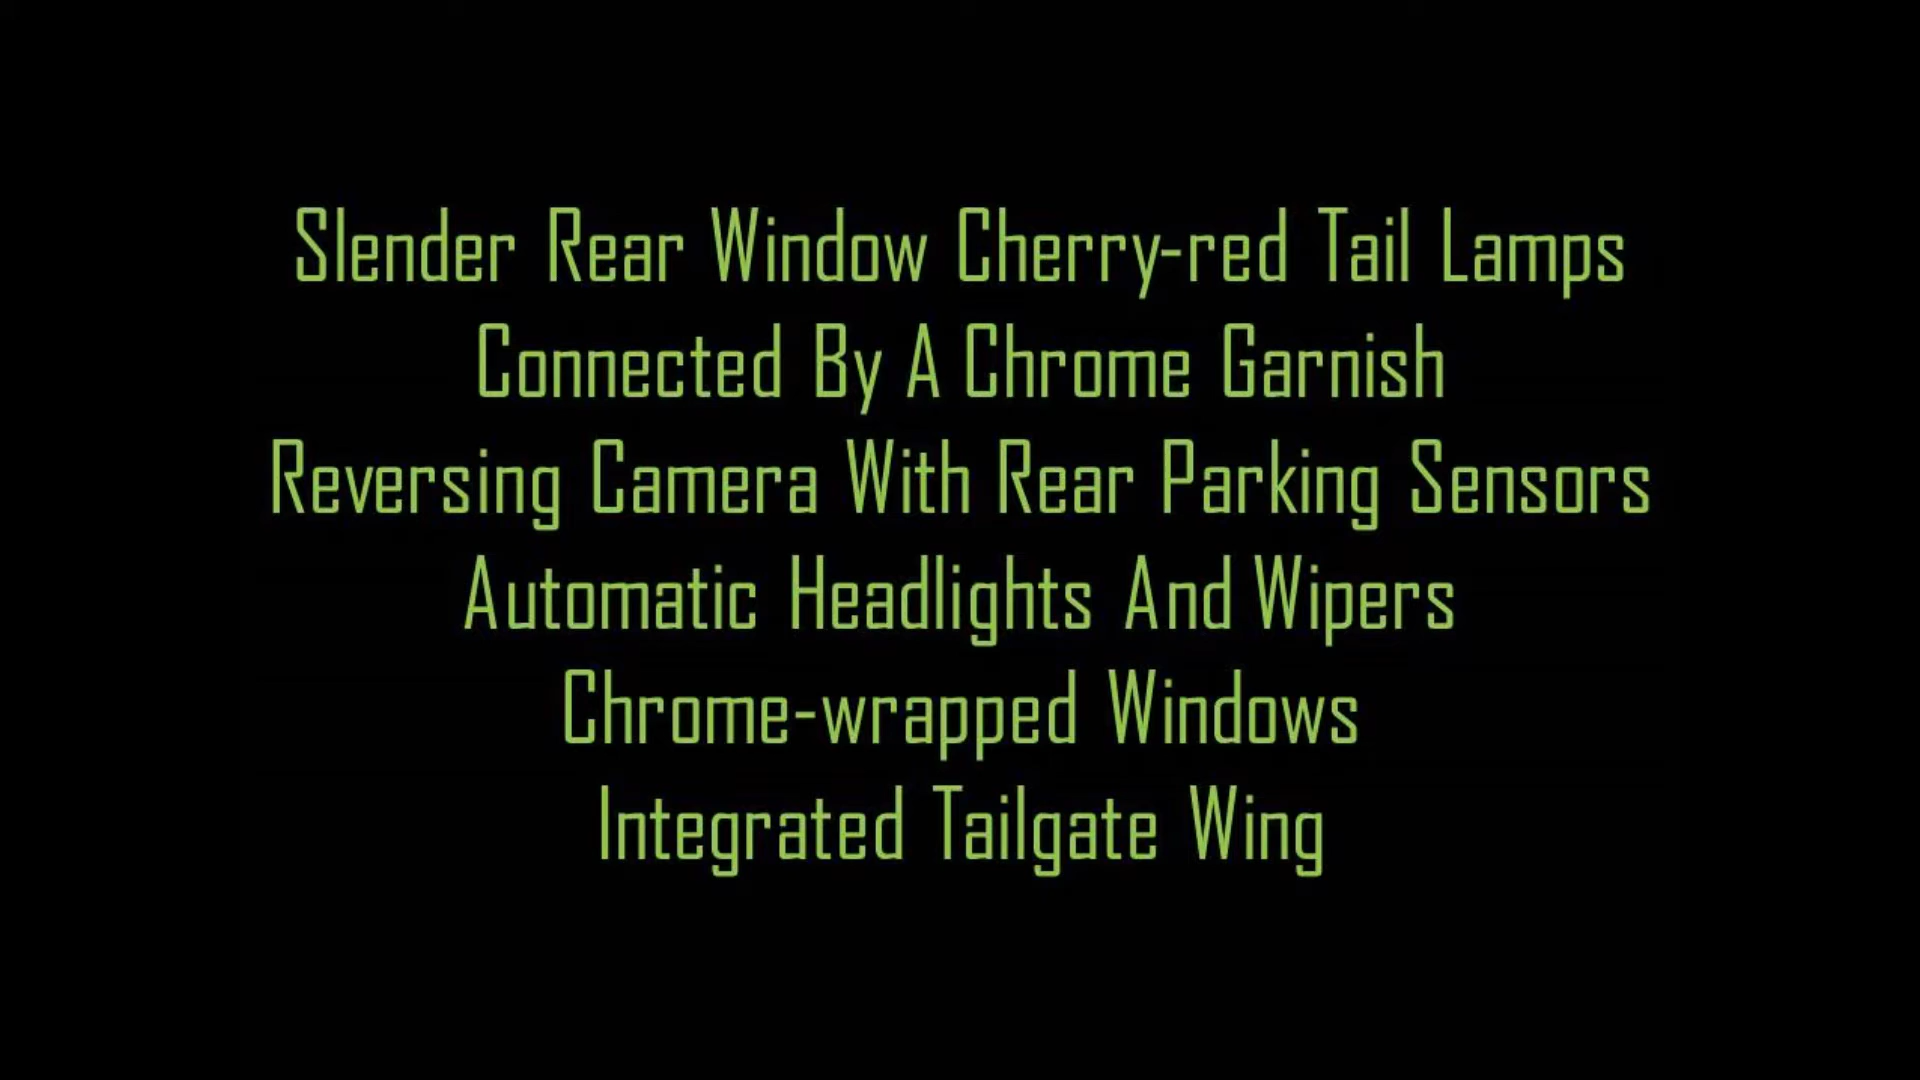 Slender Rear Window Cherry-red Tail Lamps
Connected By A Chrome Garnish
Reversing Camera With Rear Parking Sensors
Automatic Headlights And Wipers
Chrome-wrapped Windows
Integrated Tailgate Wing